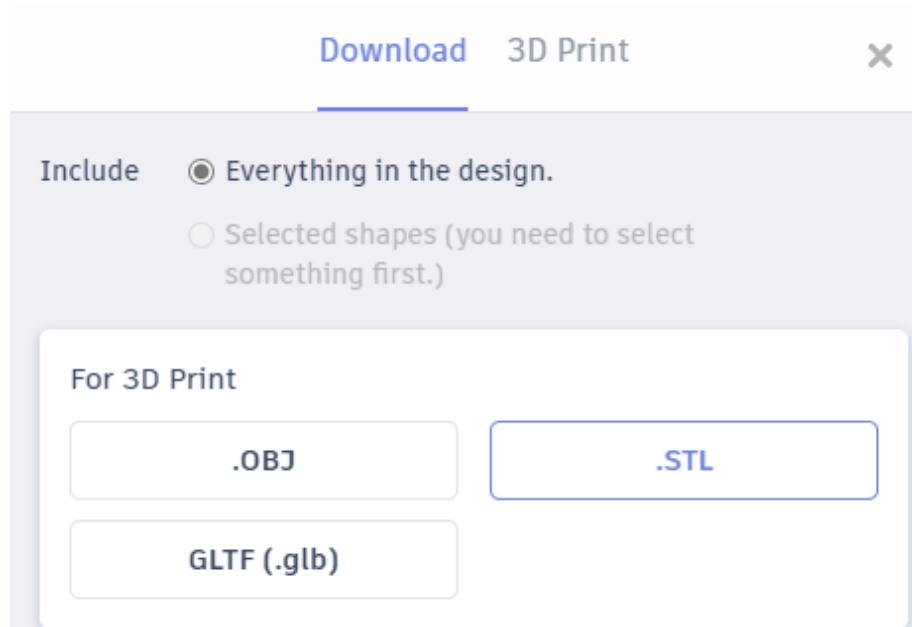 Download 3D Print
Include Everything in the design.
Selected shapes (you need to select
something first.)
For 3D Print
.OBJ .STL
GLTF (.glb)